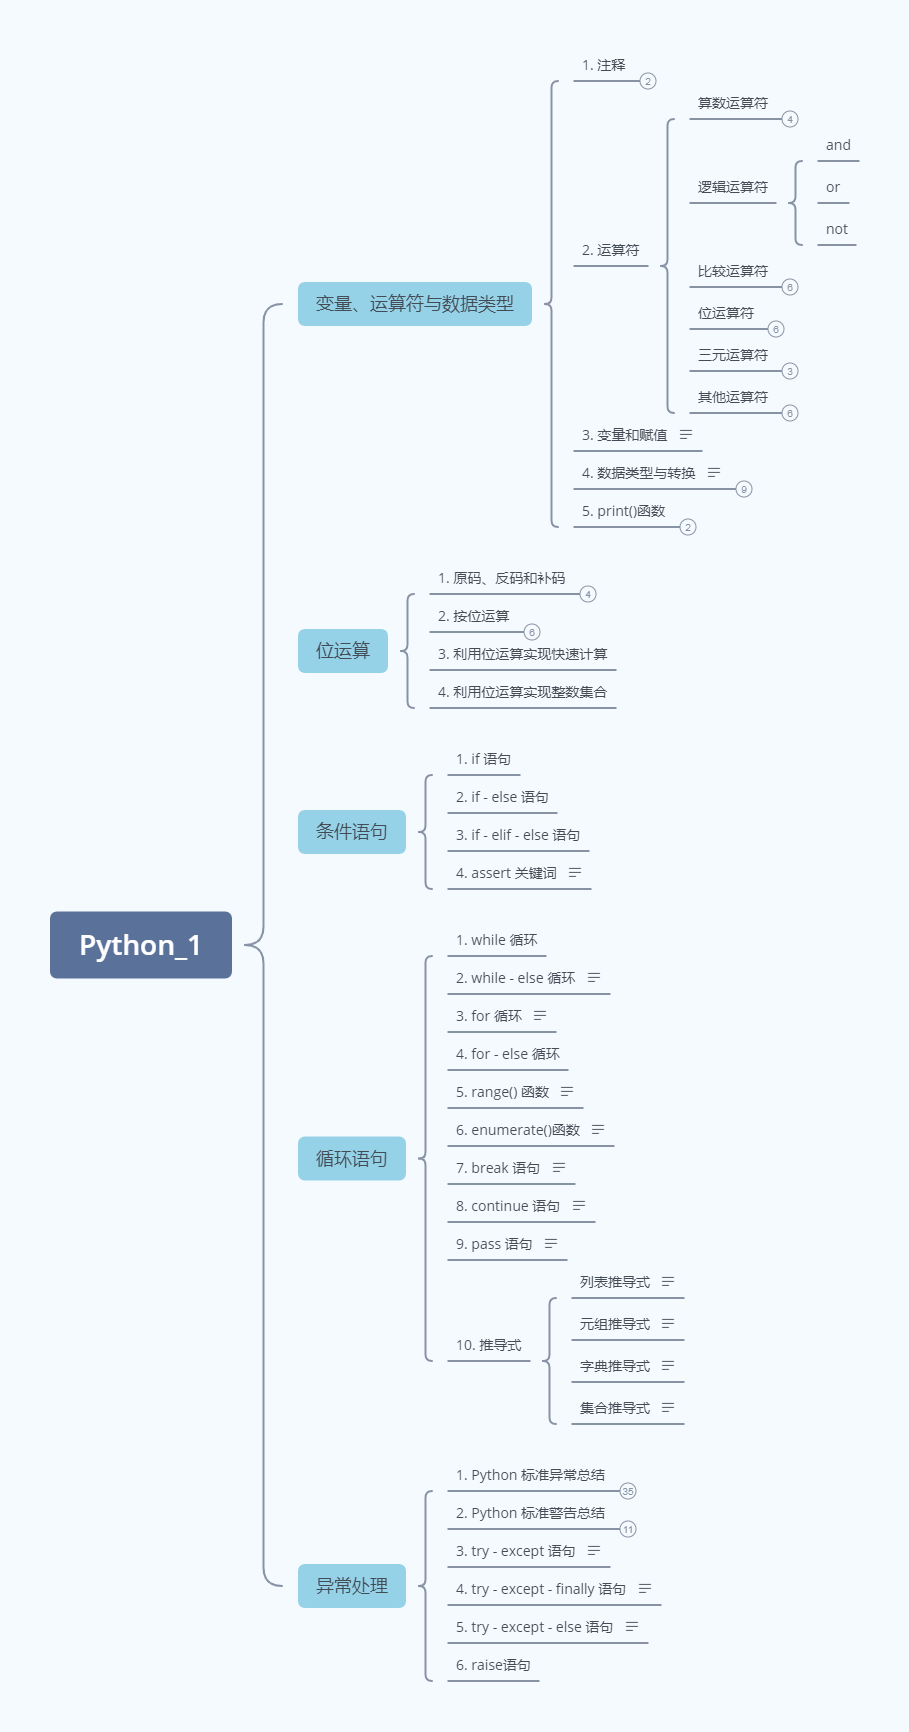 Python_1
变量、运算符与数据类型
1. 注释
2
2. 运算符
算数运算符
4
逻辑运算符
and
or
not
比较运算符
6
位运算符
6
三元运算符
3
其他运算符
6
3. 变量和赋值
4. 数据类型与转换
9
5. print()函数
2
位运算
1. 原码、反码和补码
4
2. 按位运算
6
3. 利用位运算实现快速计算
4. 利用位运算实现整数集合
条件语句
1. if 语句
2. if - else 语句
3. if - elif - else 语句
4. assert 关键词
循环语句
1. while 循环
2. while - else 循环
3. for 循环
4. for - else 循环
5. range() 函数
6. enumerate()函数
7. break 语句
8. continue 语句
9. pass 语句
10. 推导式
列表推导式
元组推导式
字典推导式
集合推导式
异常处理
1. Python 标准异常总结
35
2. Python 标准警告总结
11
3. try - except 语句
4. try - except - finally 语句
5. try - except - else 语句
6. raise语句